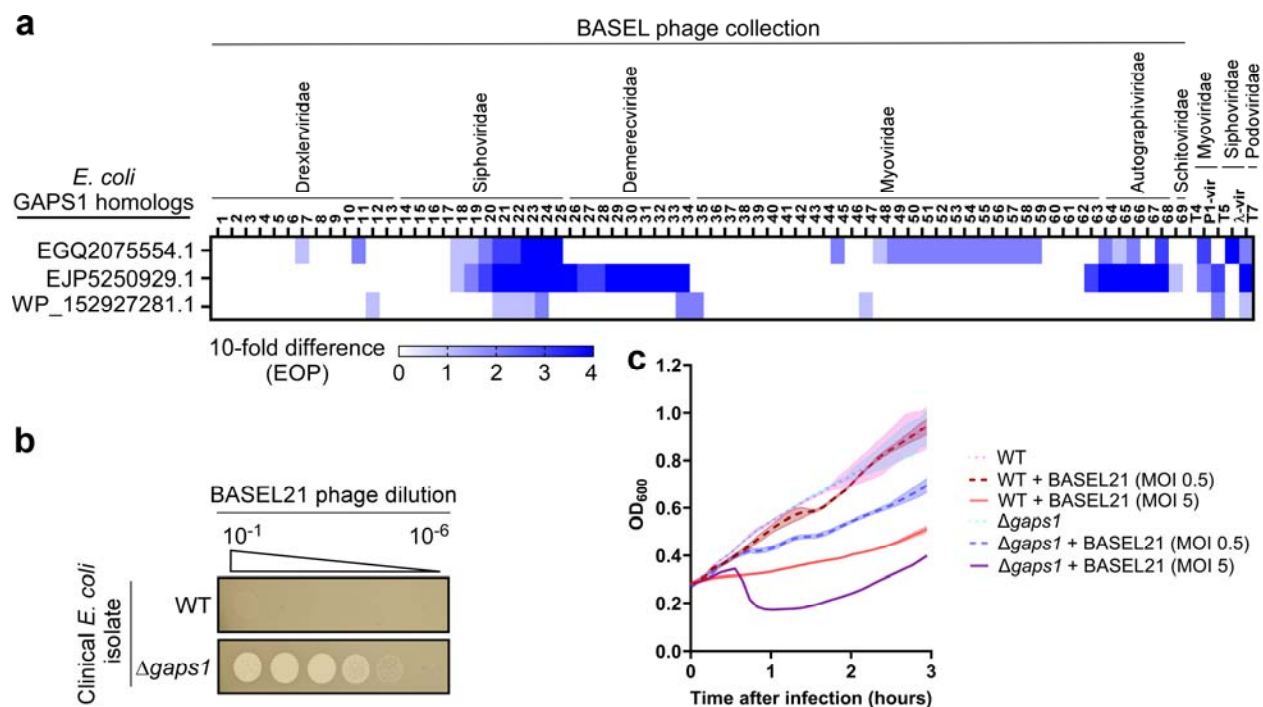 a
BASEL phage collection
Drexlerviridae
Siphoviridae
Demerecviridae
Myoviridae
Autographiviridae
Schitoviridae
Myoviridae
Siphoviridae
Podoviridae
E. coli
GAPS1 homologs
1 2 3 4 5 6 7 8 9 10 11 12 13 14 15 16 17 18 19 20 21 22 23 24 25 26 27 28 29 30 31 32 33 34 35 36 37 38 39 40 41 42 43 44 45 46 47 48 49 50 51 52 53 54 55 56 57 58 59 60 61 62 63 64 65 66 67 68 69 T4 P1-vir T5 λ-vir T7
EGQ2075554.1
EJP5250929.1
WP_152927281.1
10-fold difference
(EOP)
0 1 2 3 4
b
BASEL21 phage dilution
10-1 10-6
Clinical E. coli
isolate
WT
Δgaps1
c
1.2
1.0
0.8
0.6
0.4
0.2
0.0
OD600
0 1 2 3
Time after infection (hours)
WT
WT + BASEL21 (MOI 0.5)
WT + BASEL21 (MOI 5)
Δgaps1
Δgaps1 + BASEL21 (MOI 0.5)
Δgaps1 + BASEL21 (MOI 5)